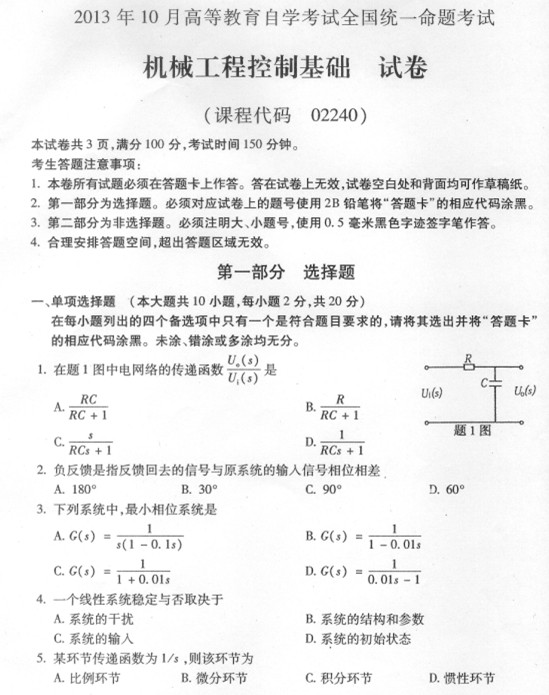 2013 年 10 月高等教育自学考试全国统一命题考试
机械工程控制基础 试卷
(课程代码 02240)
本试卷共 3 页,满分 100 分,考试时间 150 分钟。
考生答题注意事项:
1. 本卷所有试题必须在答题卡上作答。答在试卷上无效,试卷空白处和背面均可作草稿纸。
2. 第一部分为选择题。必须对应试卷上的题号使用 2B 铅笔将“答题卡”的相应代码涂黑。
3. 第二部分为非选择题。必须注明大、小题号,使用 0.5 毫米黑色字迹签字笔作答。
4. 合理安排答题空间,超出答题区域无效。
第一部分 选择题
一、单项选择题 (本大题共 10 小题,每小题 2 分,共 20 分)
在每小题列出的四个备选项中只有一个是符合题目要求的,请将其选出并将“答题卡”
的相应代码涂黑。未涂、错涂或多涂均无分。
1. 在题 1 图中电网络的传递函数 U_o(s)/U_i(s) 是
A. RC/(RC + 1) B. R/(RC + 1)
C. s/(RCs + 1) D. 1/(RCs + 1)
R
C
U_i(s) U_o(s)
题 1 图
2. 负反馈是指反馈回去的信号与原系统的输入信号相位相差
A. 180° B. 30° C. 90° D. 60°
3. 下列系统中,最小相位系统是
A. G(s) = 1/(s(1 - 0.1s)) B. G(s) = 1/(1 - 0.01s)
C. G(s) = 1/(1 + 0.01s) D. G(s) = 1/(0.01s - 1)
4. 一个线性系统稳定与否取决于
A. 系统的干扰 B. 系统的结构和参数
C. 系统的输入 D. 系统的初始状态
5. 某环节传递函数为 1/s ,则该环节为
A. 比例环节 B. 微分环节 C. 积分环节 D. 惯性环节